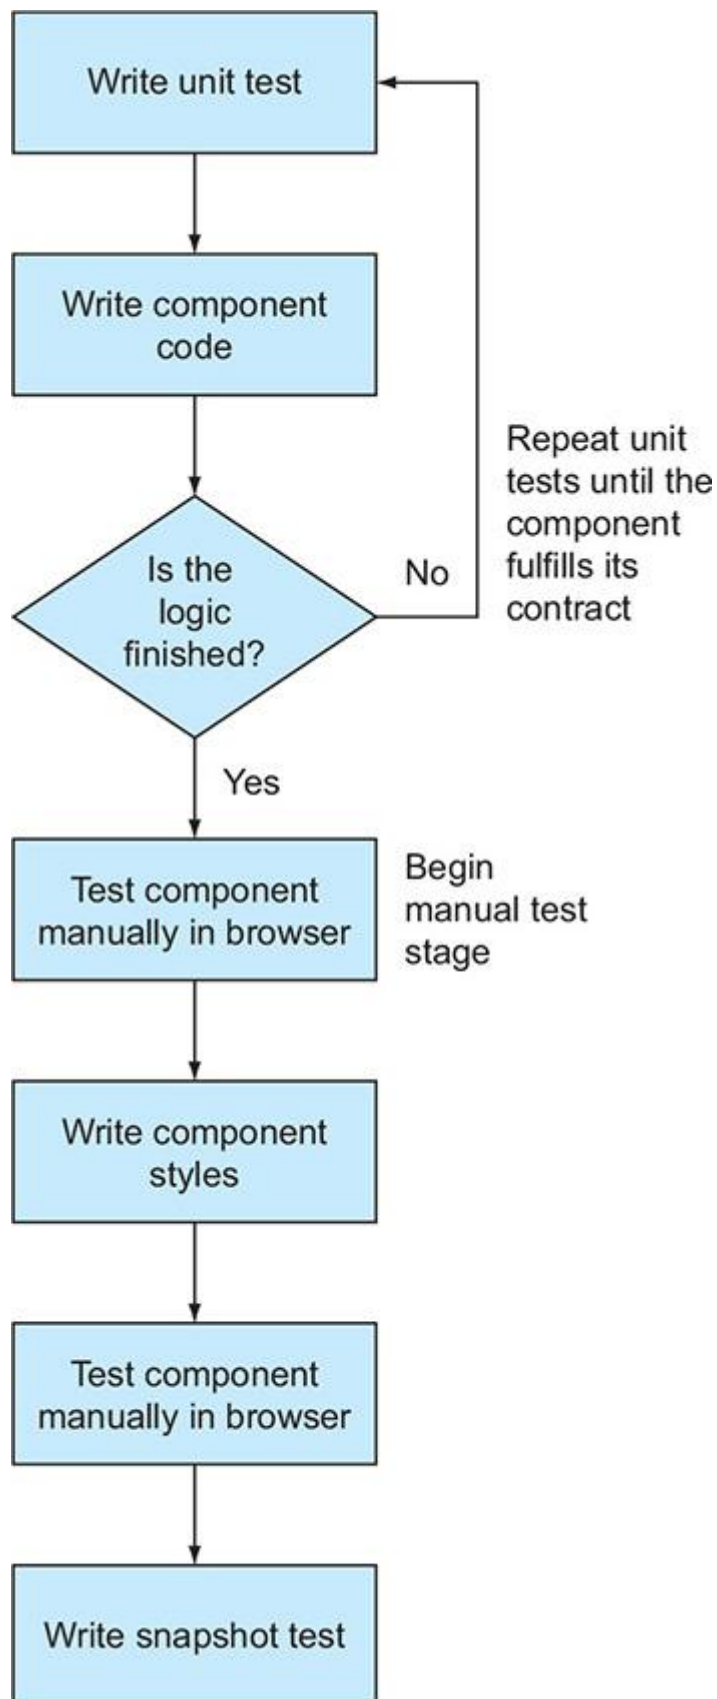 Write unit test
Write component
code
Repeat unit
tests until the
component
fulfills its
contract
Is the
logic
finished?
No
Yes
Test component
manually in browser
Begin
manual test
stage
Write component
styles
Test component
manually in browser
Write snapshot test